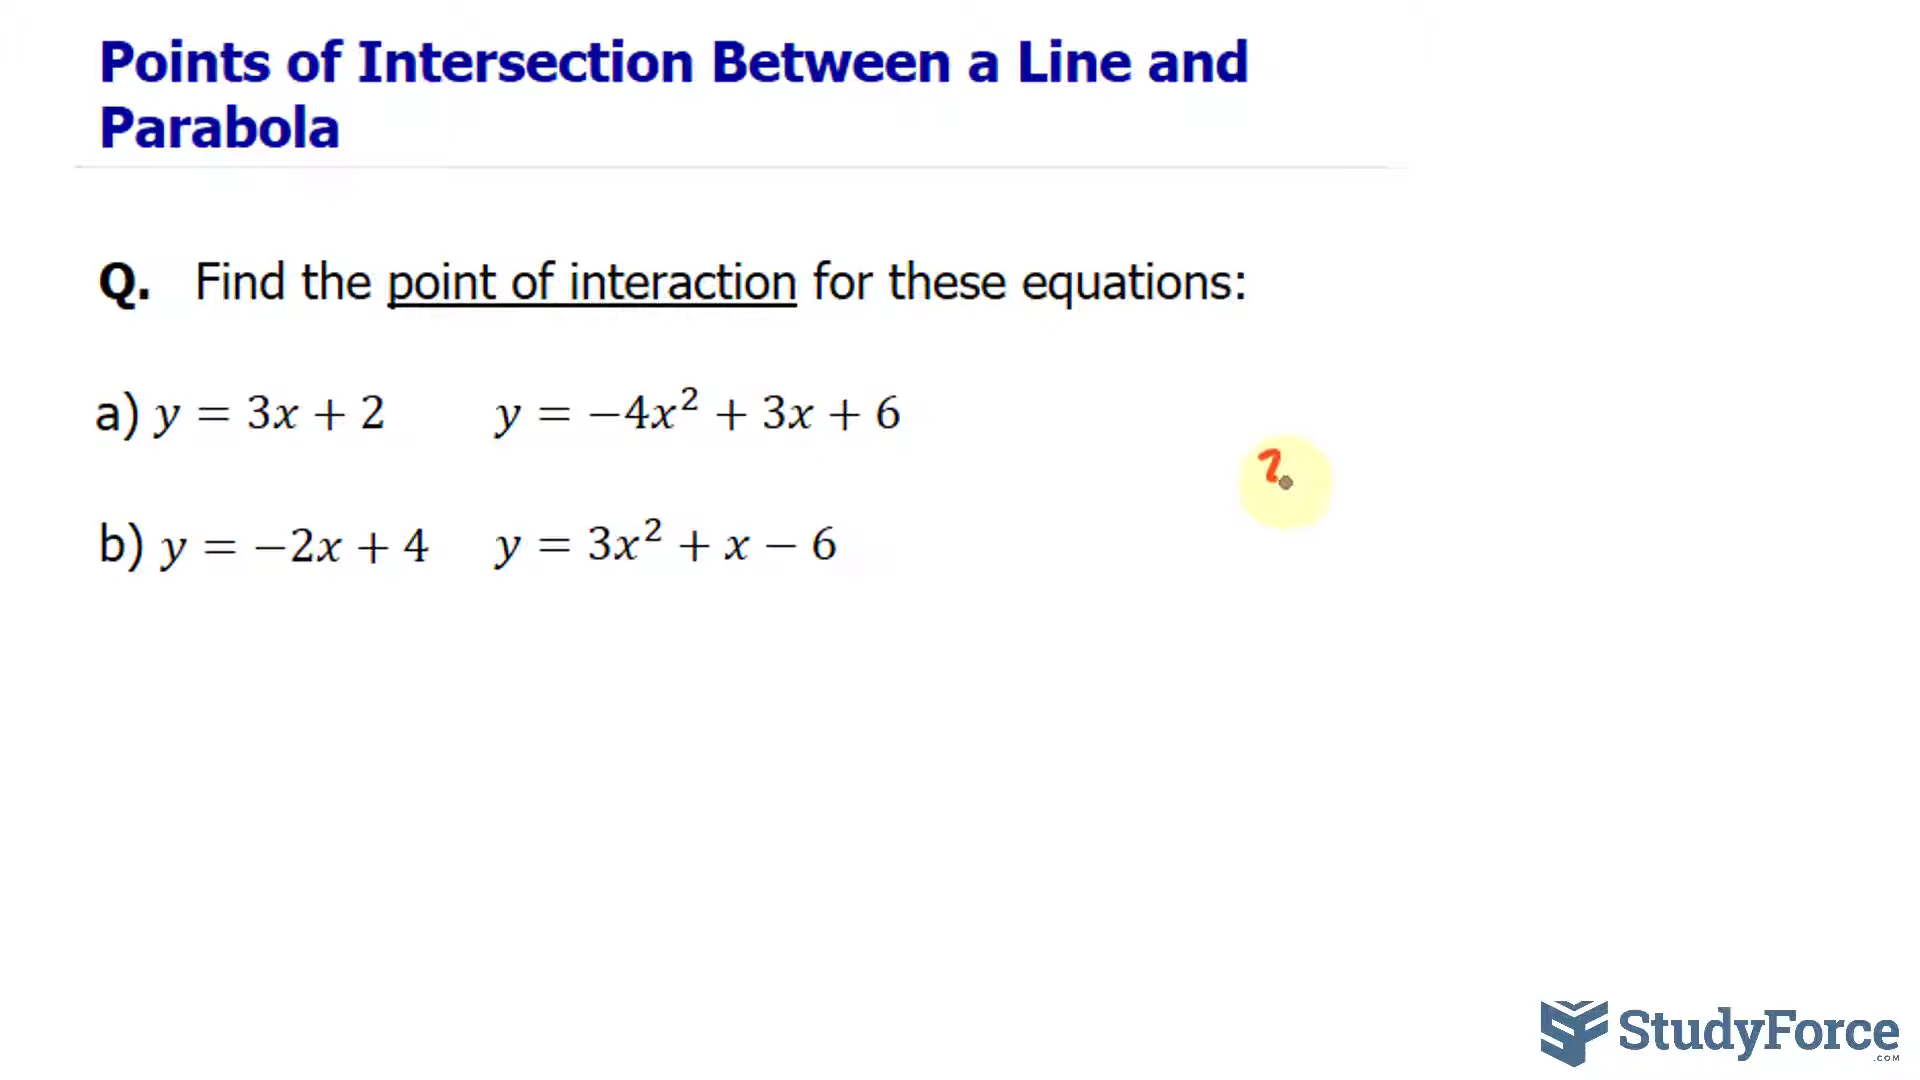 Points of Intersection Between a Line and
Parabola
Q. Find the point of interaction for these equations:
a) y = 3x + 2 y = −4x² + 3x + 6
b) y = −2x + 4 y = 3x² + x − 6
StudyForce
.COM